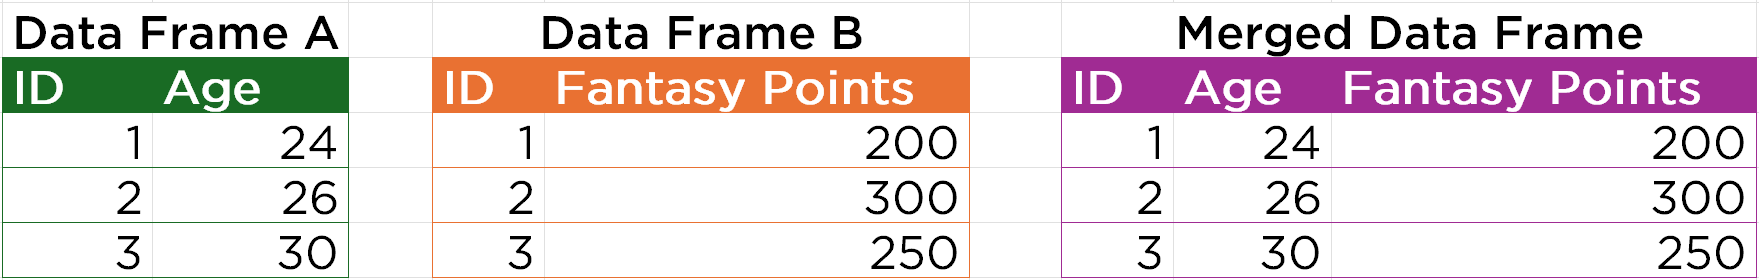 Data Frame A Data Frame B Merged Data Frame
ID Age ID Fantasy Points ID Age Fantasy Points
1 24 1 200 1 24 200
2 26 2 300 2 26 300
3 30 3 250 3 30 250